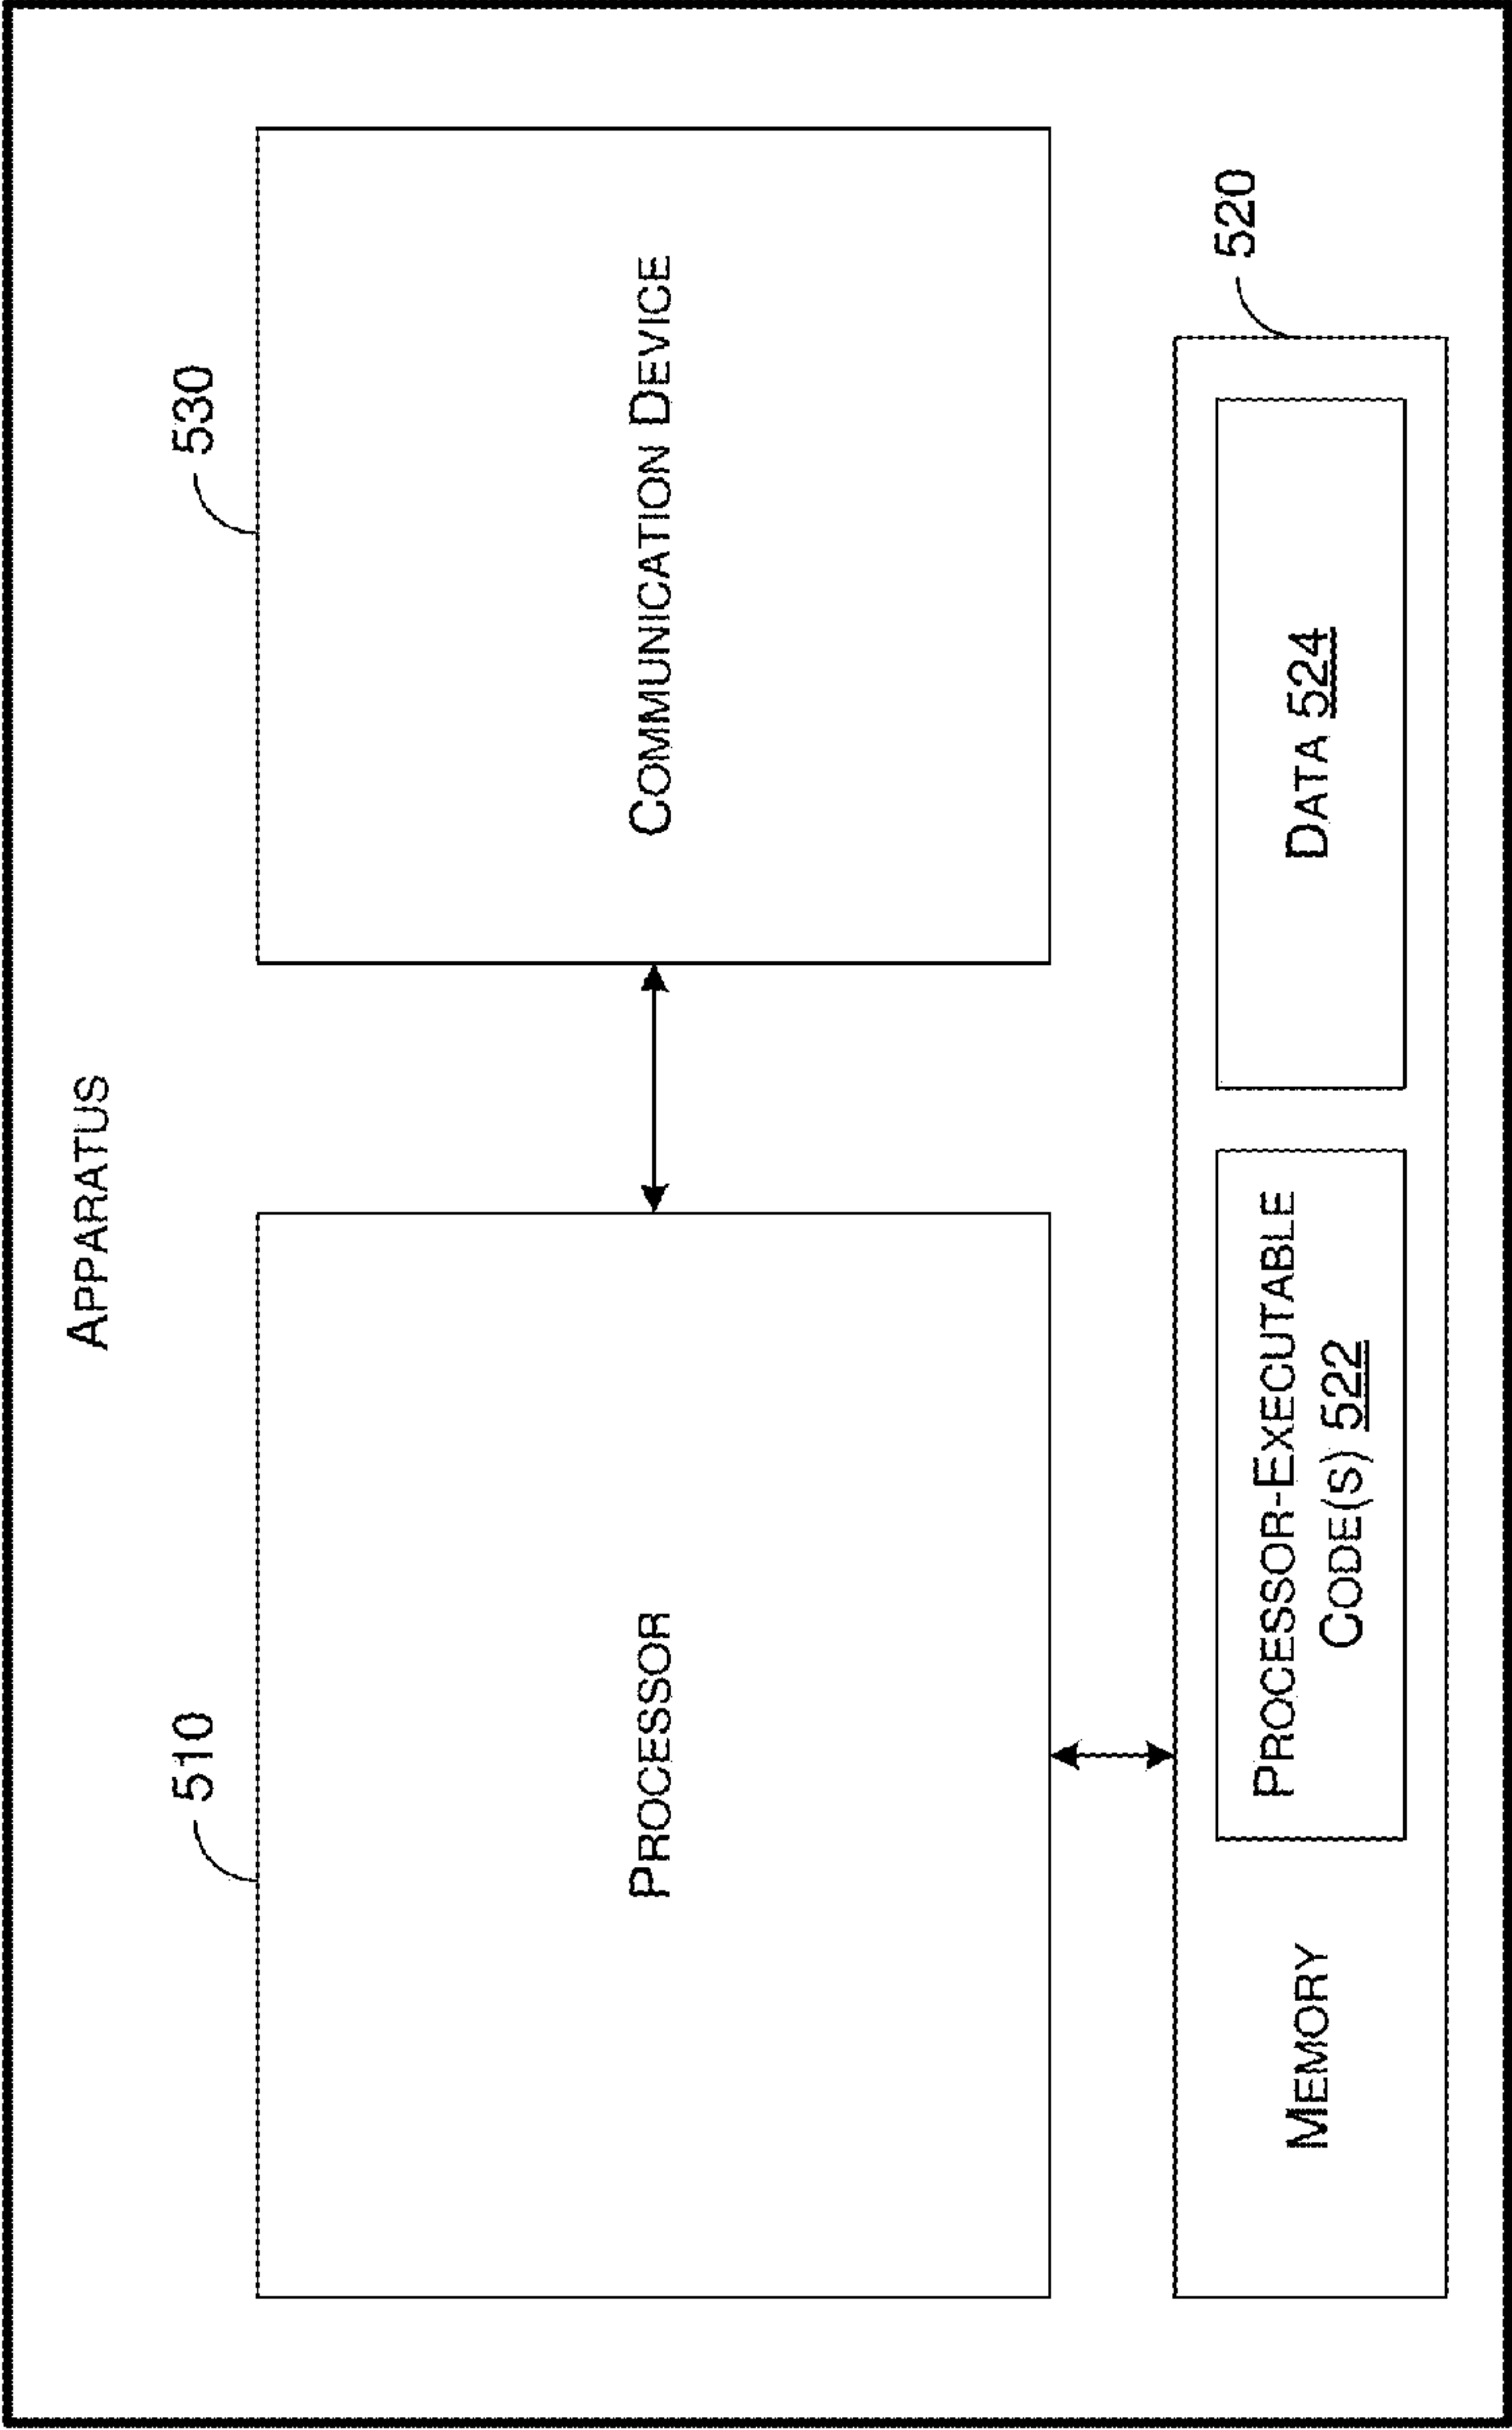 APPARATUS
510
530
PROCESSOR
COMMUNICATION DEVICE
520
MEMORY
PROCESSOR-EXECUTABLE
CODE(S) 522
DATA 524